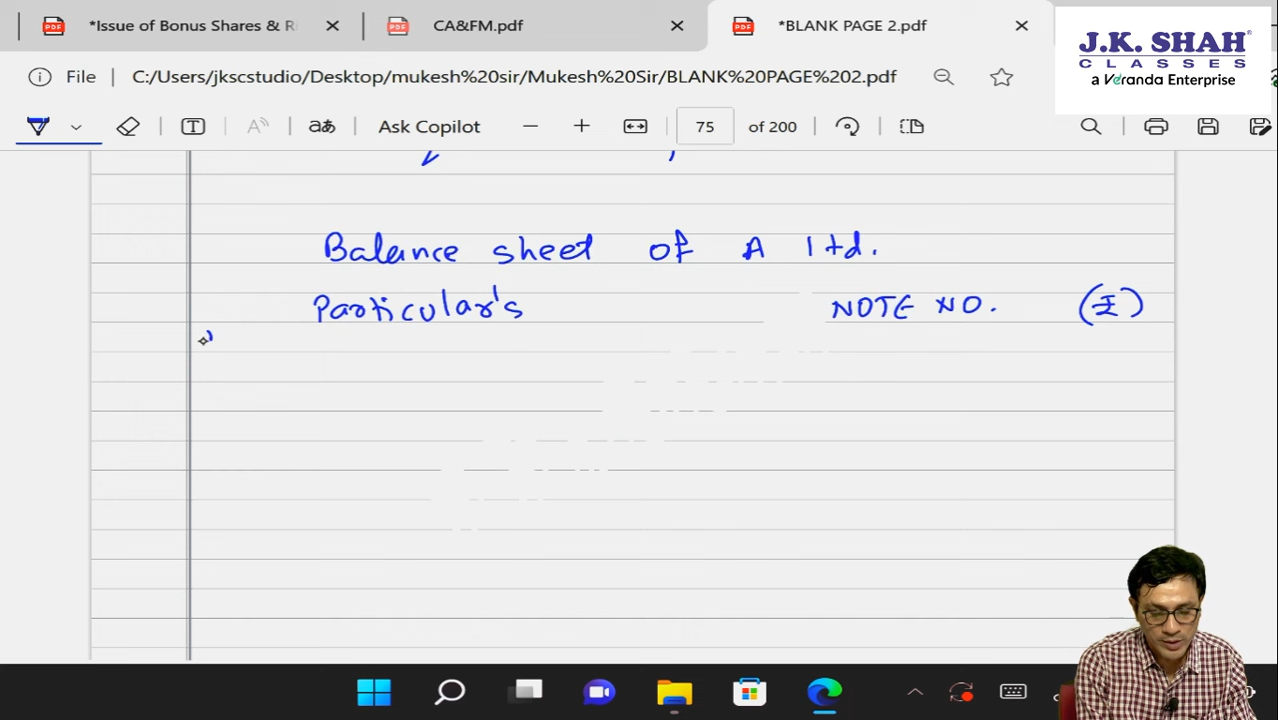 *Issue of Bonus Shares & R
CA&FM.pdf
*BLANK PAGE 2.pdf
J.K. SHAH
CLASSES
a Veranda Enterprise
File
C:/Users/jkscstudio/Desktop/mukesh%20sir/Mukesh%20Sir/BLANK%20PAGE%202.pdf
Ask Copilot
75 of 200
Balance sheet of A ltd.
Particular's NOTE NO. (₹)